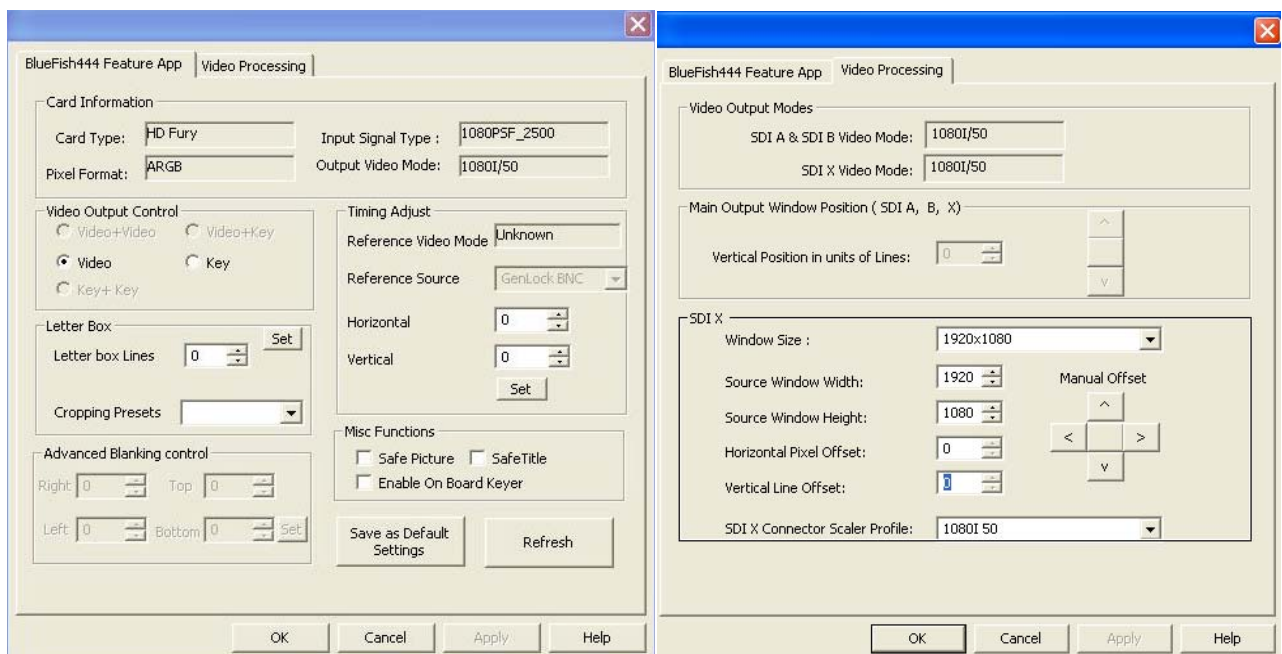 BlueFish444 Feature App Video Processing
Card Information
Card Type: HD Fury Input Signal Type : 1080PSF_2500
Pixel Format: ARGB Output Video Mode: 1080I/50
Video Output Control
Video+Video Video+Key
Video Key
Key+ Key
Timing Adjust
Reference Video Mode Unknown
Reference Source GenLock BNC
Horizontal 0
Vertical 0
Set
Letter Box
Set
Letter box Lines 0
Cropping Presets
Misc Functions
Safe Picture SafeTitle
Enable On Board Keyer
Advanced Blanking control
Right 0 Top 0
Left 0 Bottom 0 Set
Save as Default
Settings
Refresh
OK Cancel Apply Help
BlueFish444 Feature App Video Processing
Video Output Modes
SDI A & SDI B Video Mode: 1080I/50
SDI X Video Mode: 1080I/50
Main Output Window Position ( SDI A, B, X)
Vertical Position in units of Lines: 0
SDI X
Window Size : 1920x1080
Source Window Width: 1920
Manual Offset
Source Window Height: 1080
Horizontal Pixel Offset: 0
Vertical Line Offset: 0
SDI X Connector Scaler Profile: 1080I 50
OK Cancel Apply Help